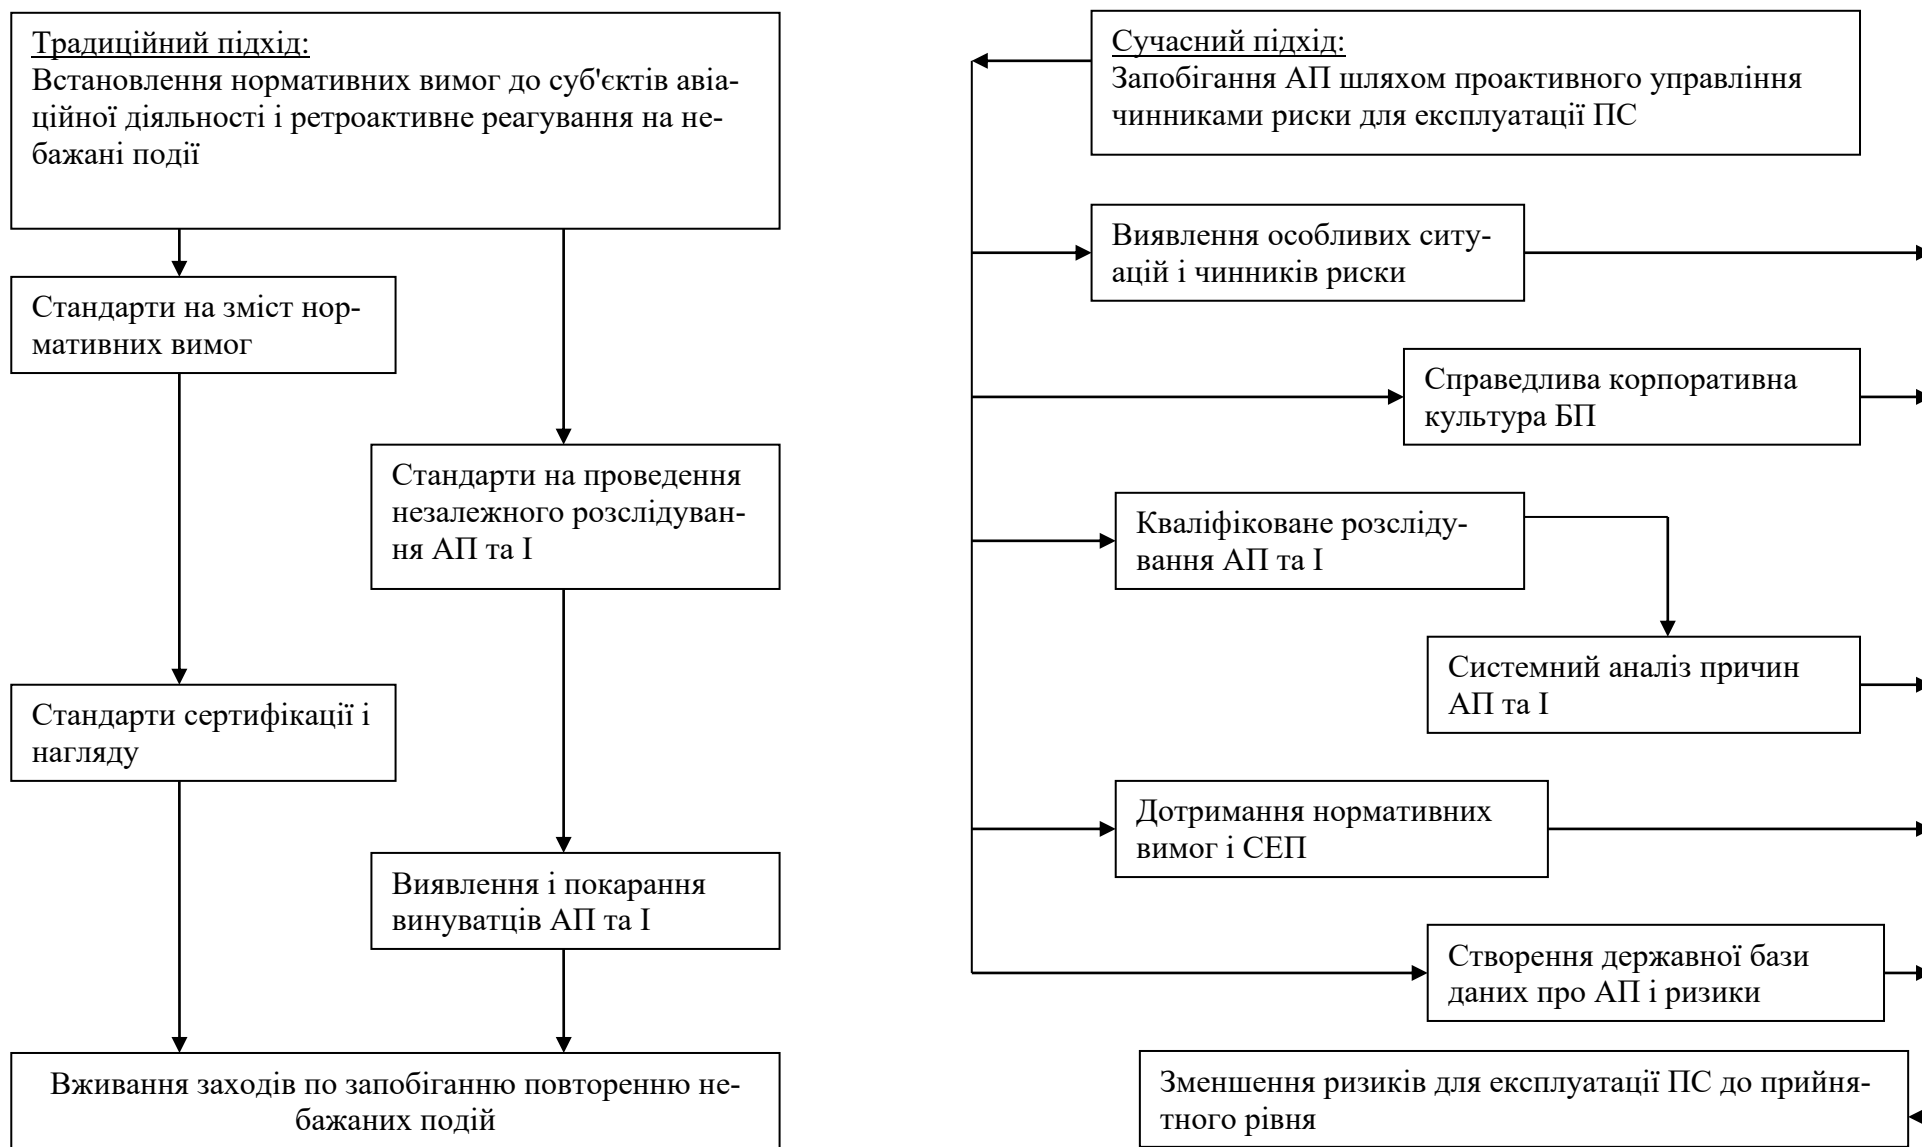 Традиційний підхід:
Встановлення нормативних вимог до суб'єктів авіа-
ційної діяльності і ретроактивне реагування на не-
бажані події
Стандарти на зміст нор-
мативних вимог
Стандарти на проведення
незалежного розслідуван-
ня АП та І
Стандарти сертифікації і
нагляду
Виявлення і покарання
винуватців АП та І
Вживання заходів по запобіганню повторенню не-
бажаних подій
Сучасний підхід:
Запобігання АП шляхом проактивного управління
чинниками риски для експлуатації ПС
Виявлення особливих ситу-
ацій і чинників риски
Справедлива корпоративна
культура БП
Кваліфіковане розсліду-
вання АП та І
Системний аналіз причин
АП та І
Дотримання нормативних
вимог і СЕП
Створення державної бази
даних про АП і ризики
Зменшення ризиків для експлуатації ПС до прийня-
тного рівня